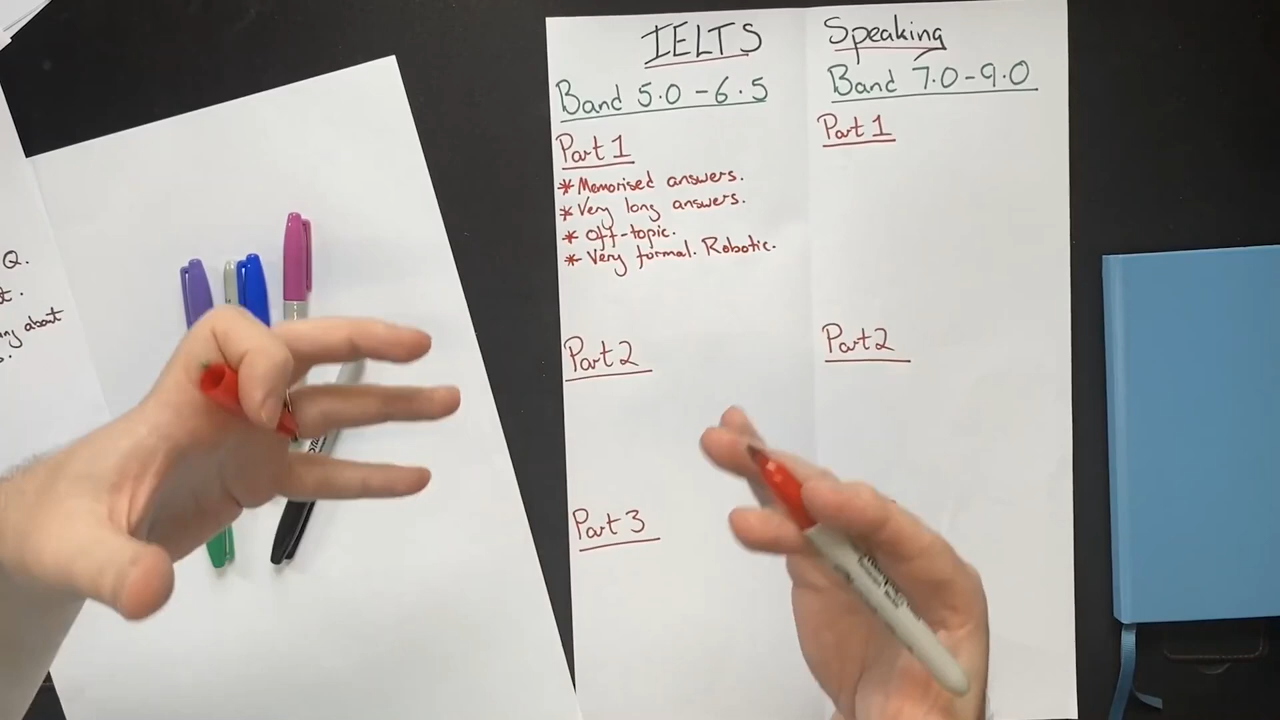 IELTS Speaking
Band 5.0 - 6.5
Part 1
* Memorised answers.
* Very long answers.
* Off-topic.
* Very formal. Robotic.
Part 2
Part 3
Band 7.0 - 9.0
Part 1
Part 2
Q.
about